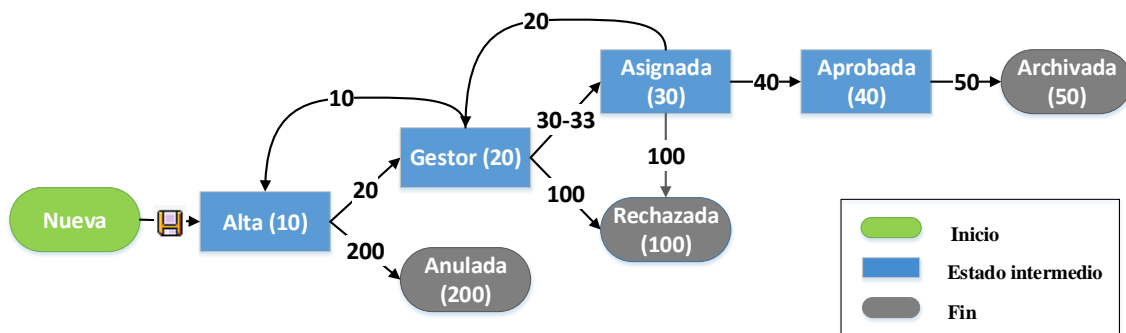 20
Asignada
(30)
40
Aprobada
(40)
50
Archivada
(50)
10
30-33
Gestor (20)
100
20
100
Nueva
Alta (10)
Rechazada
(100)
200
Anulada
(200)
Inicio
Estado intermedio
Fin